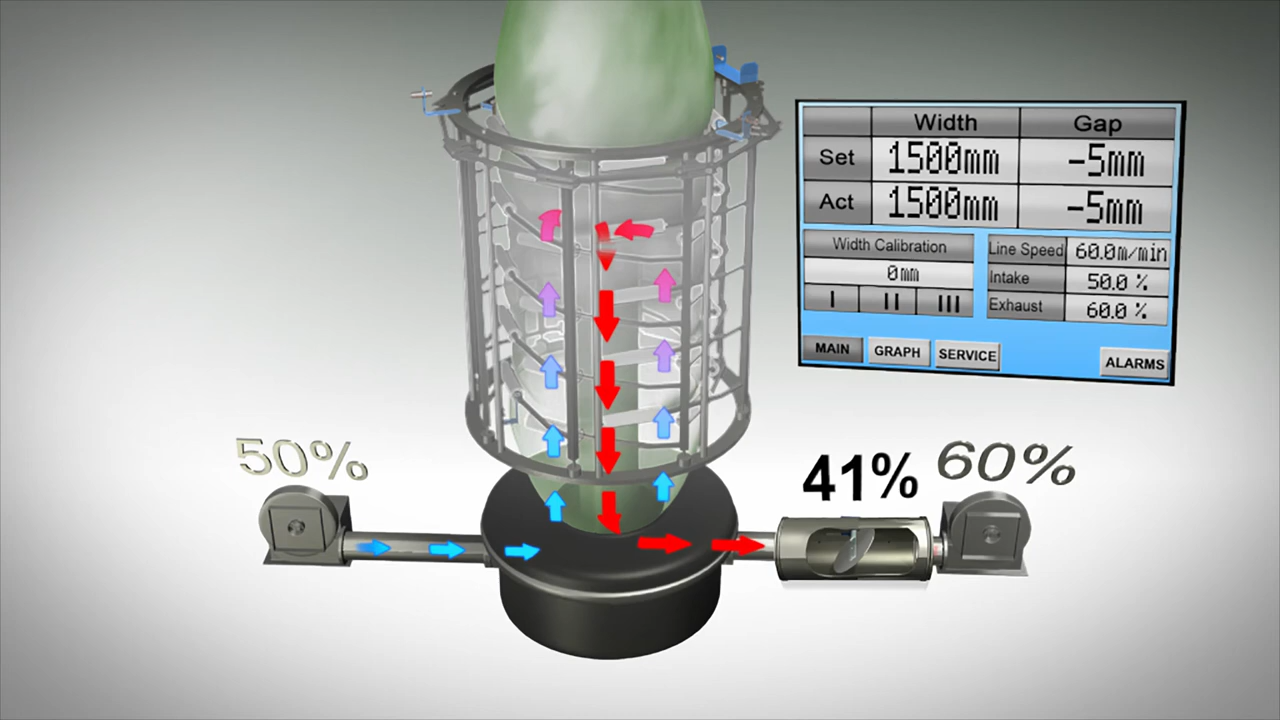 Width Gap
Set 1500mm -5mm
Act 1500mm -5mm
Width Calibration
0mm
I II III
Line Speed 60.0m/min
Intake 50.0 %
Exhaust 60.0 %
MAIN GRAPH SERVICE ALARMS
50%
41%
60%